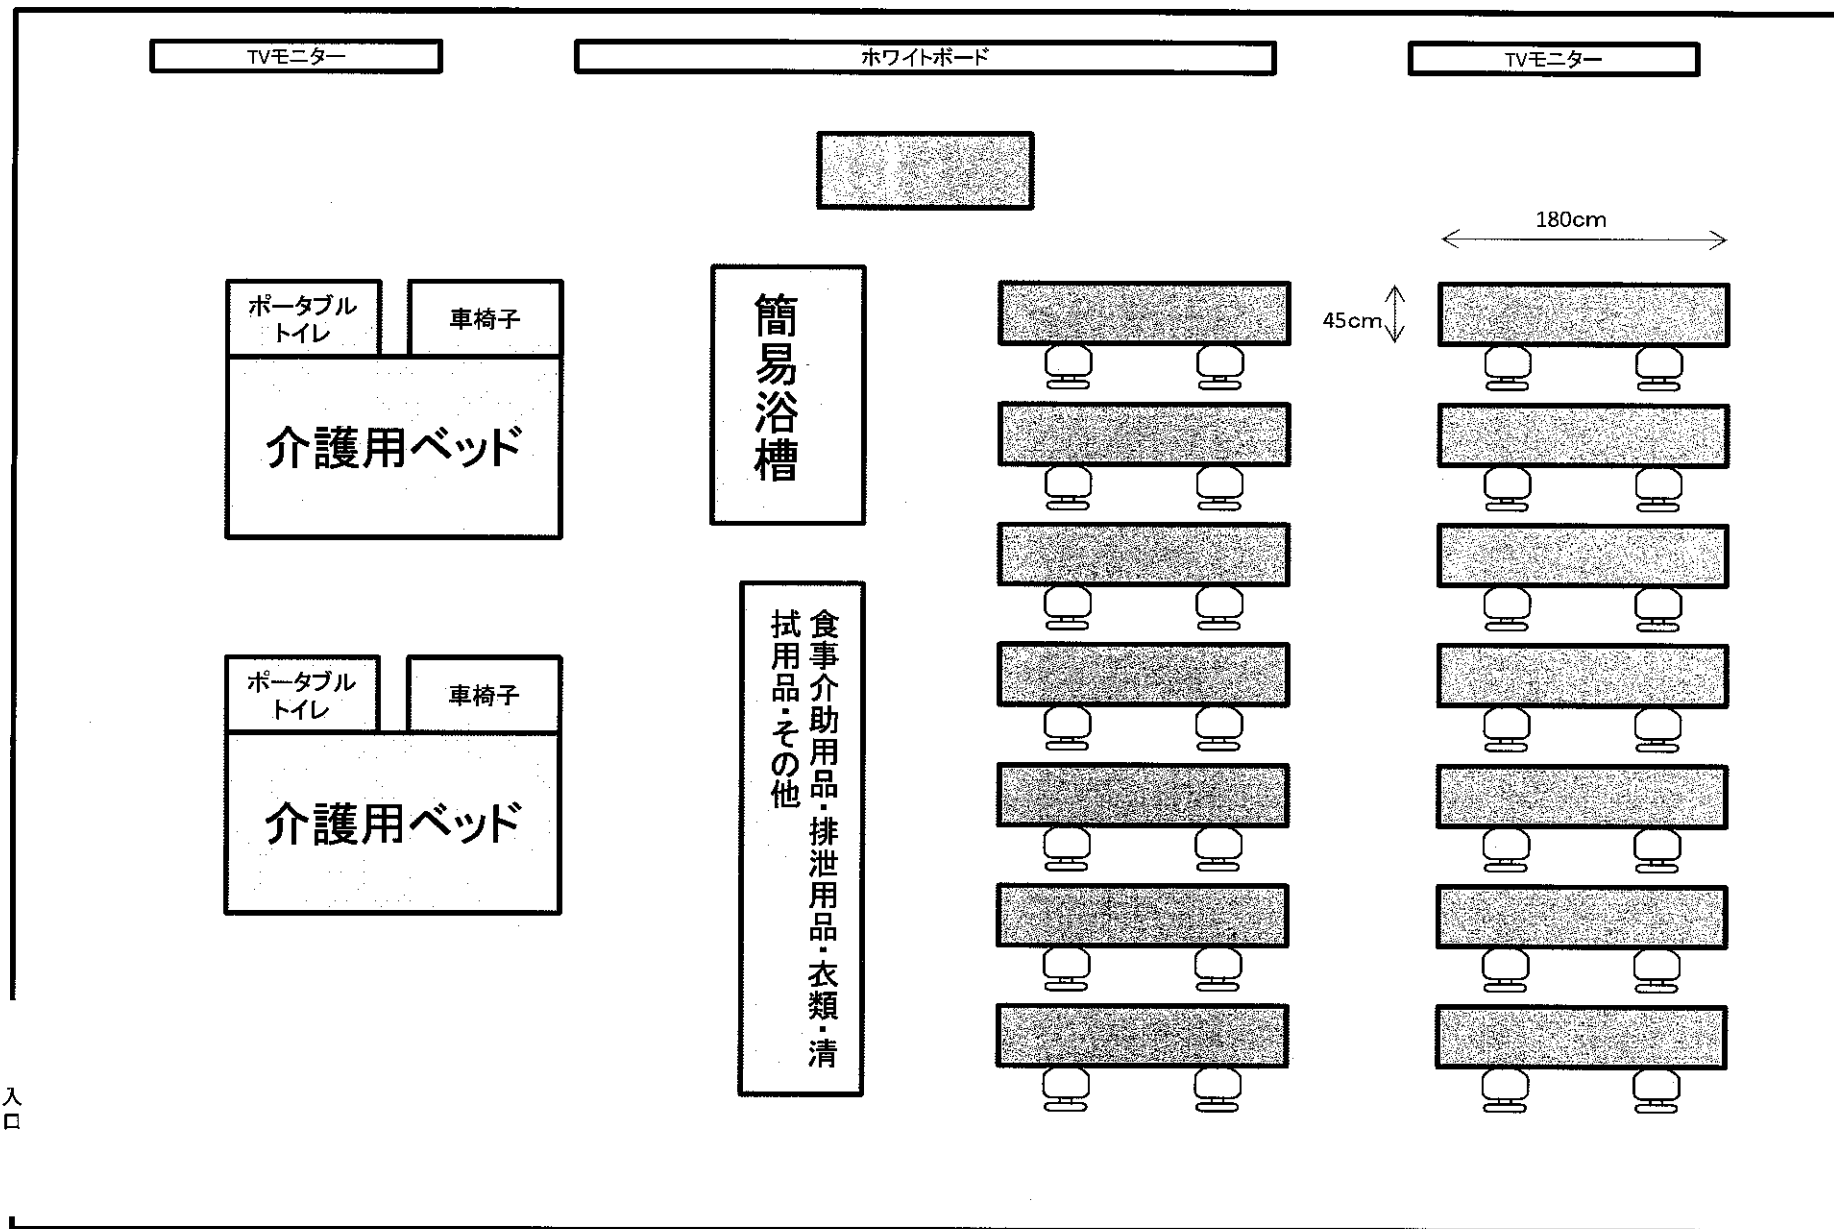 TVモニター
ホワイトボード
TVモニター
180cm
45cm
ポータブル
トイレ
車椅子
介護用ベッド
簡易浴槽
ポータブル
トイレ
車椅子
介護用ベッド
食事介助用品・排泄用品・衣類・清
拭用品・その他
入口